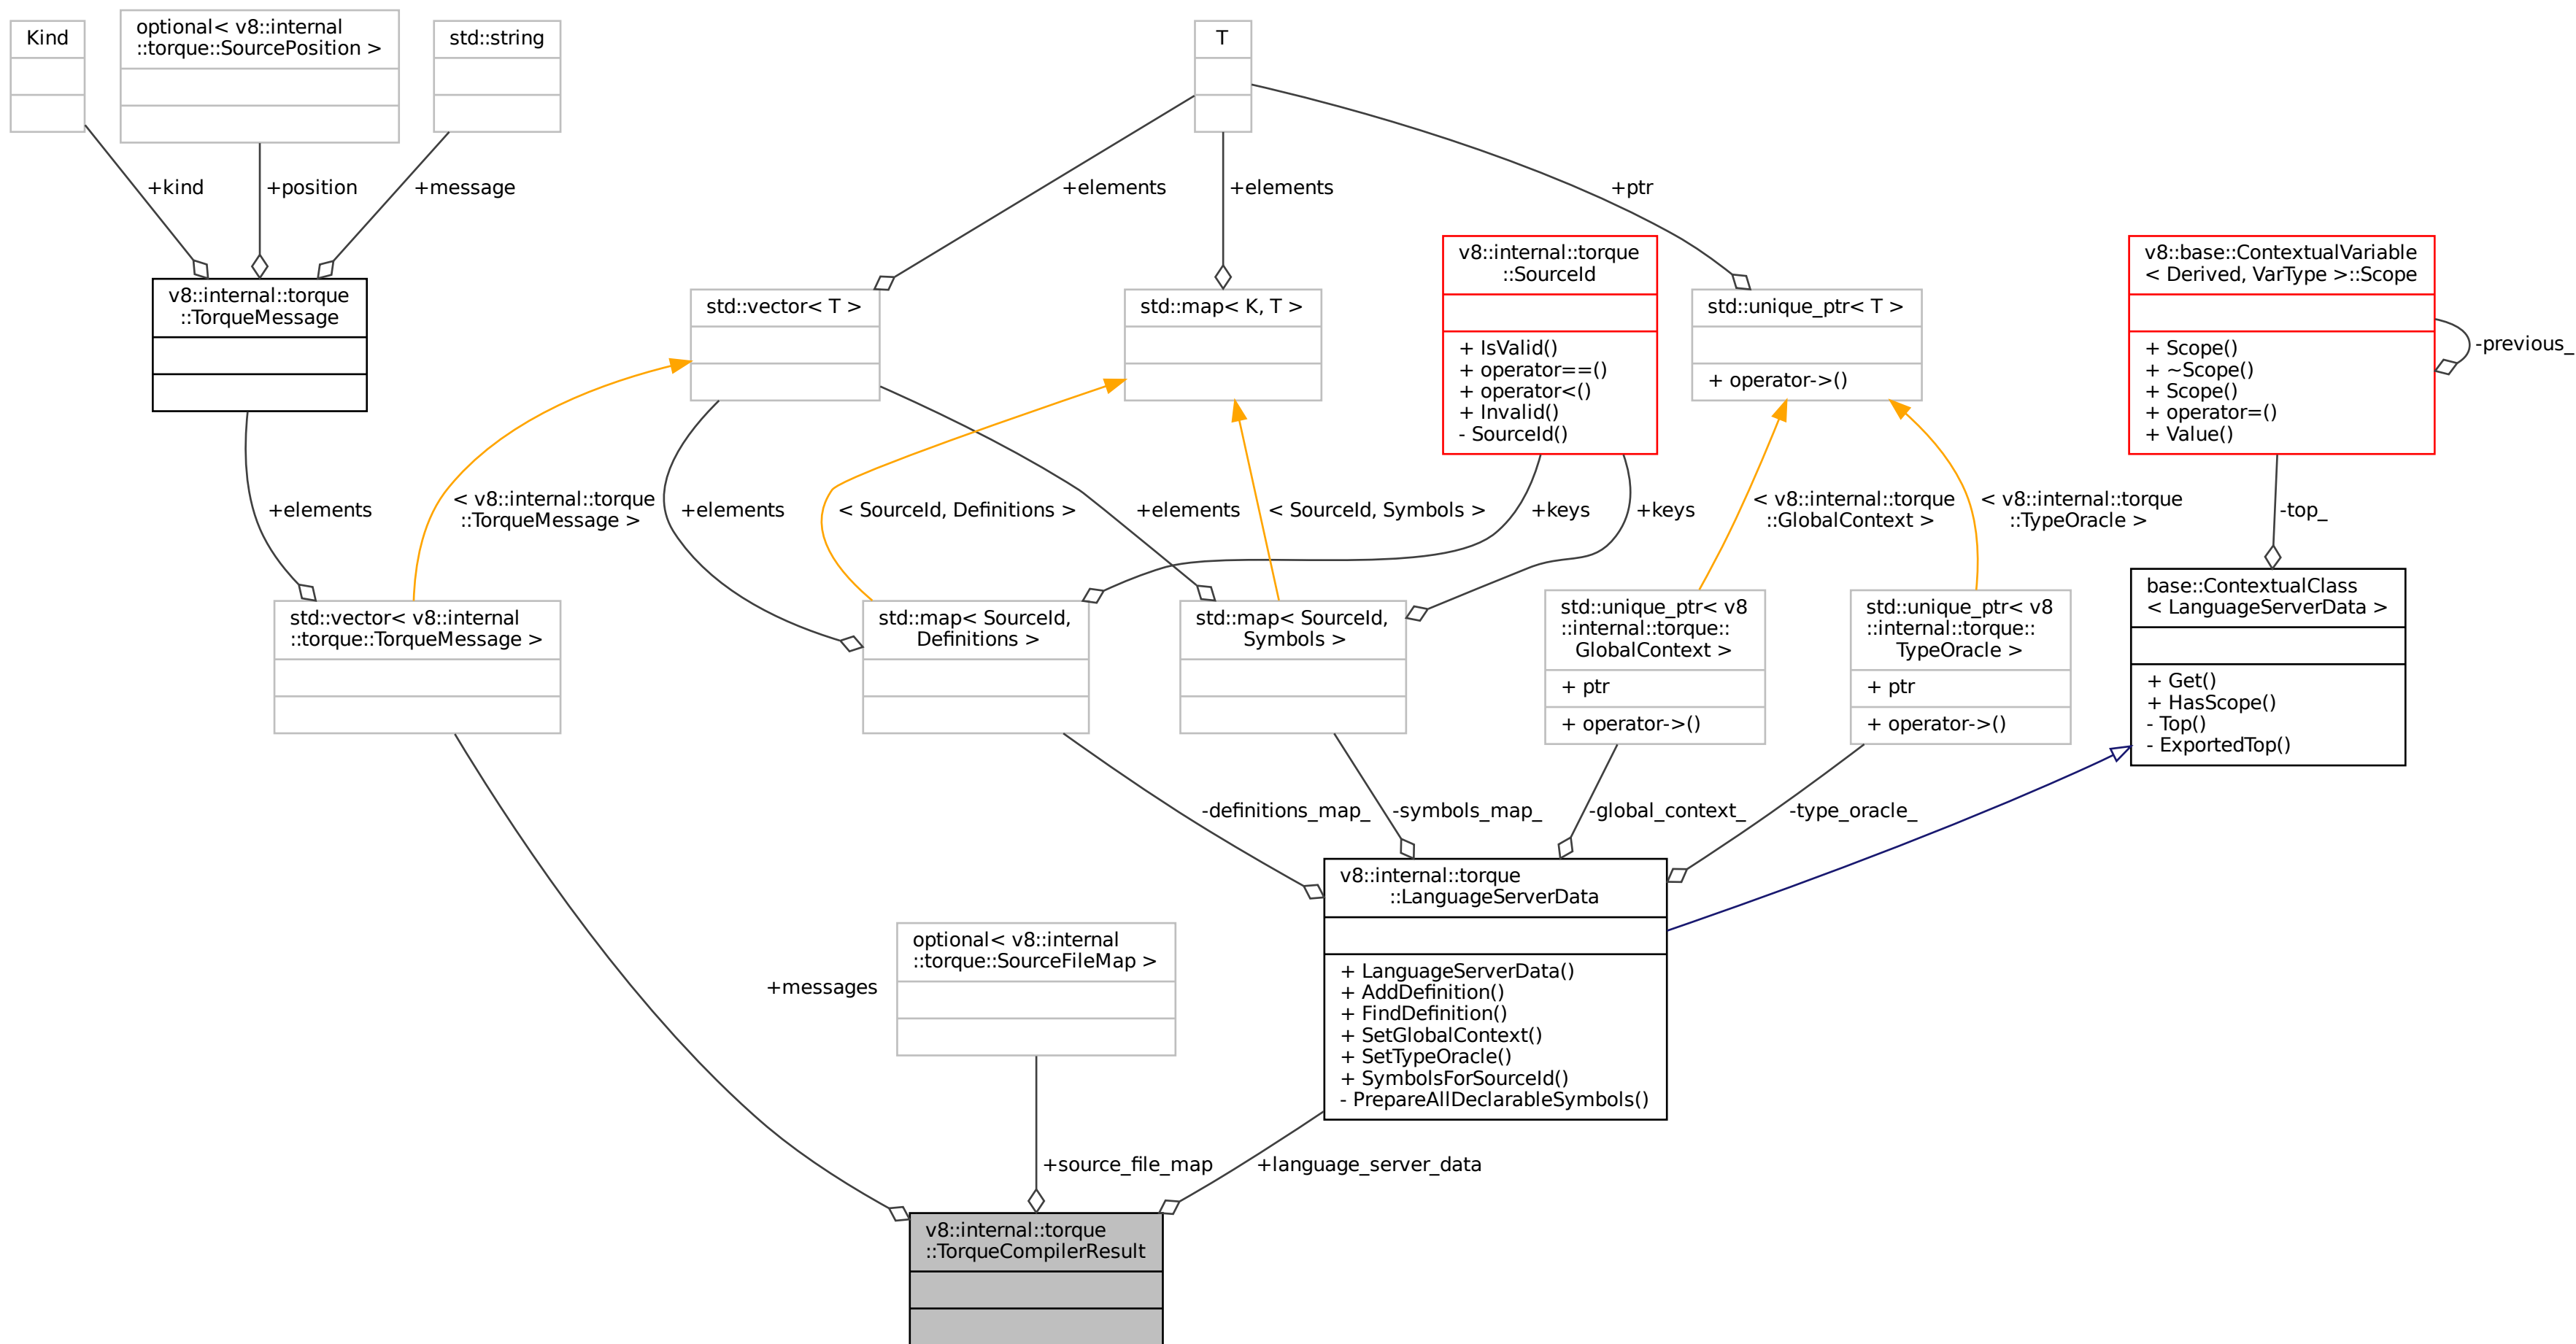 Kind
optional< v8::internal
::torque::SourcePosition >
std::string
T
+kind
+position
+message
+elements
+elements
+ptr
v8::internal::torque
::TorqueMessage
std::vector< T >
std::map< K, T >
v8::internal::torque
::SourceId
+ IsValid()
+ operator==()
+ operator<()
+ Invalid()
- SourceId()
std::unique_ptr< T >
+ operator->()
v8::base::ContextualVariable
< Derived, VarType >::Scope
+ Scope()
+ ~Scope()
+ Scope()
+ operator=()
+ Value()
-previous_
+elements
< v8::internal::torque
::TorqueMessage >
+elements
< SourceId, Definitions >
+elements
< SourceId, Symbols >
+keys
+keys
< v8::internal::torque
::GlobalContext >
< v8::internal::torque
::TypeOracle >
-top_
std::vector< v8::internal
::torque::TorqueMessage >
std::map< SourceId,
Definitions >
std::map< SourceId,
Symbols >
std::unique_ptr< v8
::internal::torque::
GlobalContext >
+ ptr
+ operator->()
std::unique_ptr< v8
::internal::torque::
TypeOracle >
+ ptr
+ operator->()
base::ContextualClass
< LanguageServerData >
+ Get()
+ HasScope()
- Top()
- ExportedTop()
-definitions_map_
-symbols_map_
-global_context_
-type_oracle_
v8::internal::torque
::LanguageServerData
+ LanguageServerData()
+ AddDefinition()
+ FindDefinition()
+ SetGlobalContext()
+ SetTypeOracle()
+ SymbolsForSourceId()
- PrepareAllDeclarableSymbols()
optional< v8::internal
::torque::SourceFileMap >
+messages
+source_file_map
+language_server_data
v8::internal::torque
::TorqueCompilerResult